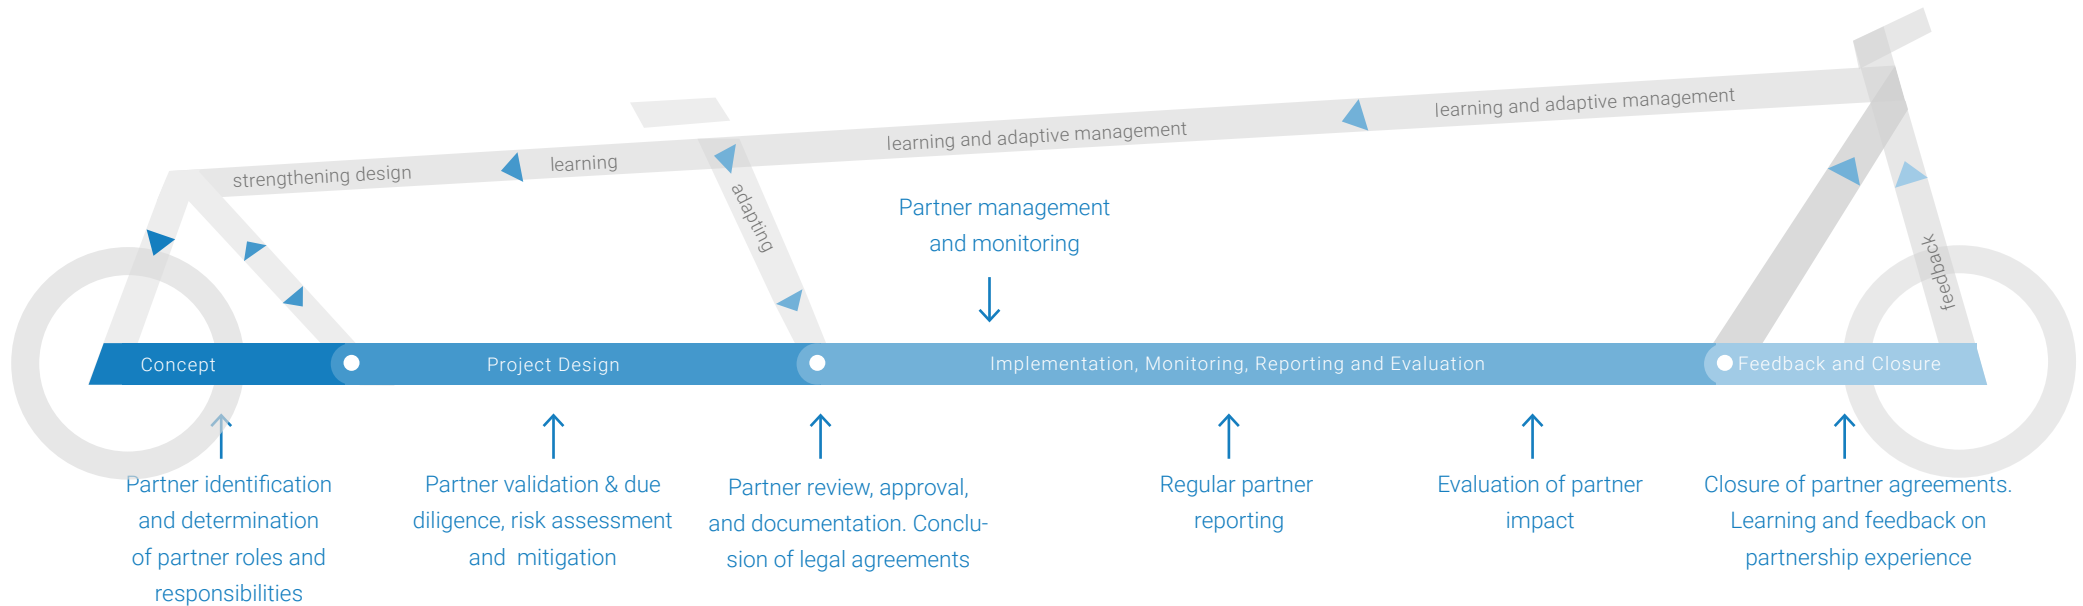 learning and adaptive management
learning and adaptive management
learning
strengthening design
adapting
feedback
Partner management
and monitoring
Concept
Project Design
Implementation, Monitoring, Reporting and Evaluation
Feedback and Closure
Partner identification
and determination
of partner roles and
responsibilities
Partner validation & due
diligence, risk assessment
and mitigation
Partner review, approval,
and documentation. Conclu-
sion of legal agreements
Regular partner
reporting
Evaluation of partner
impact
Closure of partner agreements.
Learning and feedback on
partnership experience